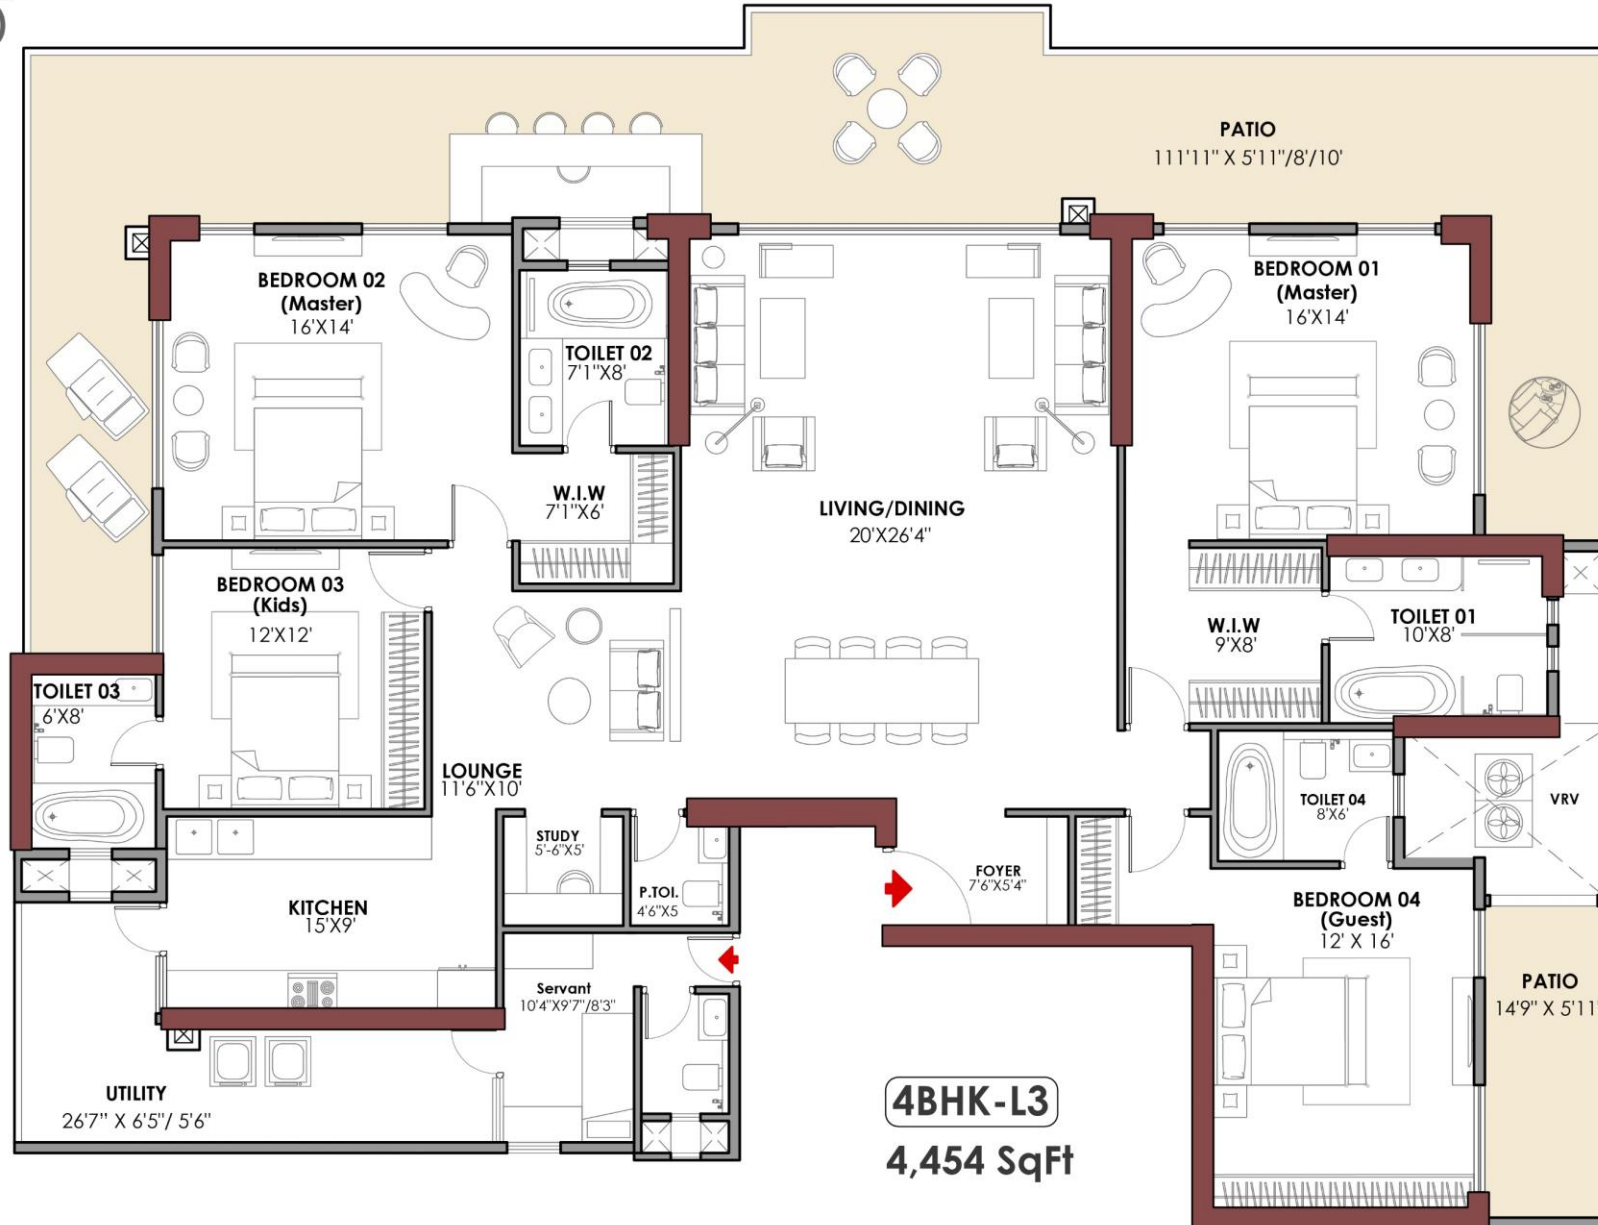 PATIO
111'11" X 5'11"/8'/10'
BEDROOM 02
(Master)
16'X14'
BEDROOM 01
(Master)
16'X14'
TOILET 02
7'1"X8'
W.I.W
7'1"X6'
LIVING/DINING
20'X26'4"
BEDROOM 03
(Kids)
12'X12'
W.I.W
9'X8'
TOILET 01
10'X8'
TOILET 03
6'X8'
LOUNGE
11'6"X10'
TOILET 04
8'X6'
VRV
STUDY
5'-6"X5'
P.TOI.
4'6"X5
FOYER
7'6"X5'4"
KITCHEN
15'X9'
BEDROOM 04
(Guest)
12' X 16'
Servant
10'4"X9'7"/8'3"
PATIO
14'9" X 5'11"
UTILITY
26'7" X 6'5"/ 5'6"
4BHK-L3
4,454 SqFt